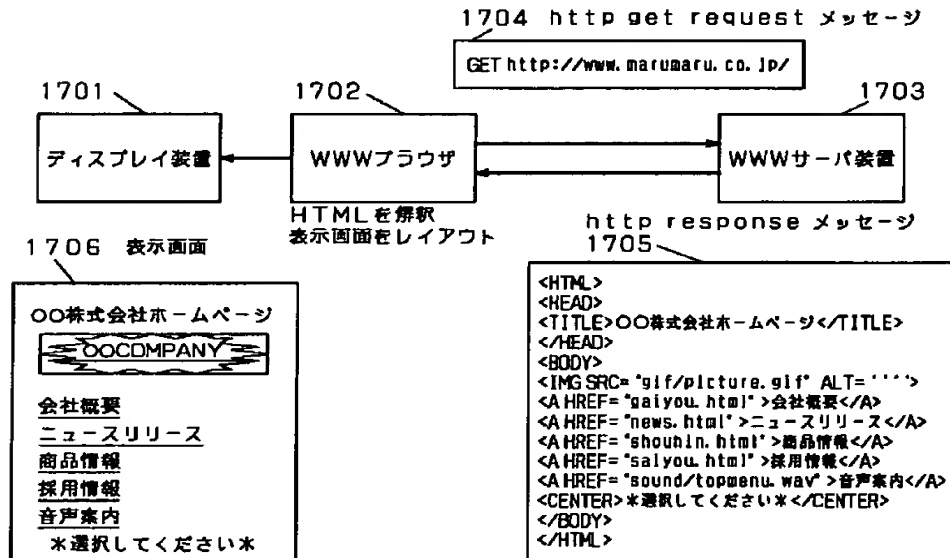 1704 http get request メッセージ
GET http://www.marumaru.co.jp/
1701
1702
1703
ディスプレイ装置
WWWブラウザ
WWWサーバ装置
HTMLを解釈
表示画面をレイアウト
http response メッセージ
1705
1706 表示画面
〇〇株式会社ホームページ
〇〇COMPANY
会社概要
ニュースリリース
商品情報
採用情報
音声案内
*選択してください*
<HTML>
<HEAD>
<TITLE>〇〇株式会社ホームページ</TITLE>
</HEAD>
<BODY>
<IMG SRC="gif/picture.gif" ALT="''''">
<A HREF="gaiyou.html">会社概要</A>
<A HREF="news.html">ニュースリリース</A>
<A HREF="shouhin.html">商品情報</A>
<A HREF="saiyou.html">採用情報</A>
<A HREF="sound/topmenu.wav">音声案内</A>
<CENTER>*選択してください*</CENTER>
</BODY>
</HTML>